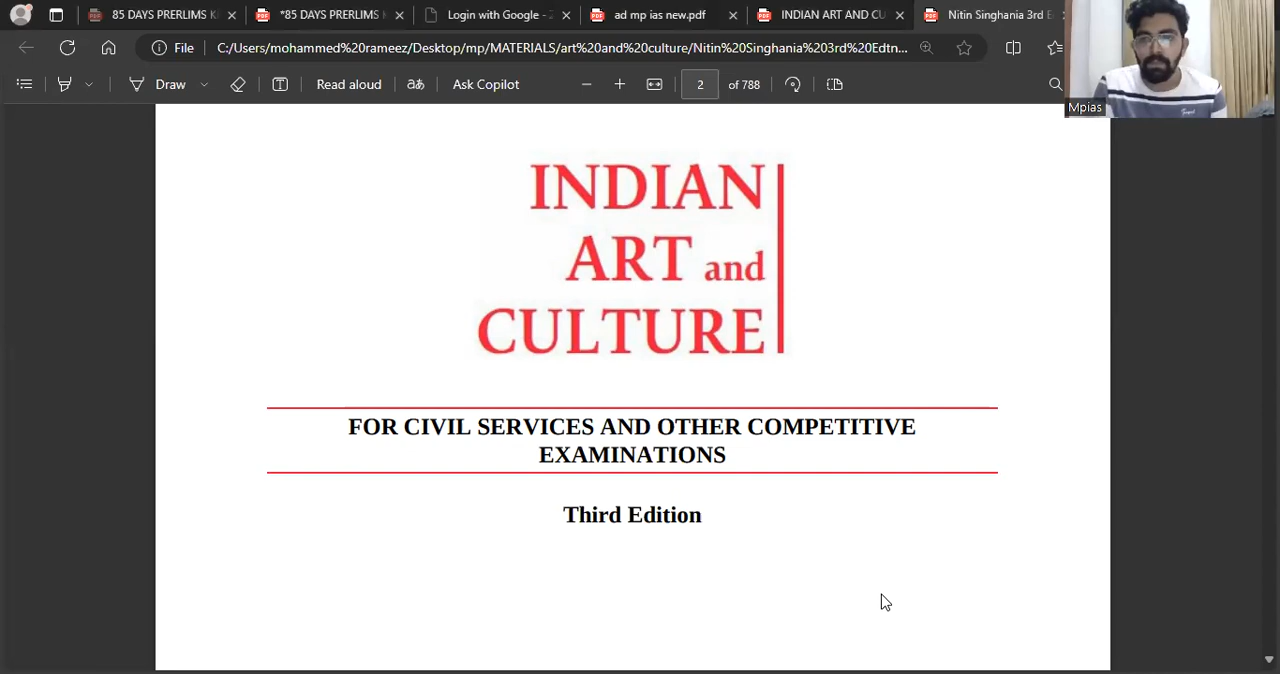 85 DAYS PRERLIMS K
*85 DAYS PRERLIMS
Login with Google -
ad mp ias new.pdf
INDIAN ART AND CU
Nitin Singhania 3rd E
File
C:/Users/mohammed%20rameez/Desktop/mp/MATERIALS/art%20and%20culture/Nitin%20Singhania%203rd%20Edtn...
Draw
Read aloud
Ask Copilot
2 of 788
Mpias
INDIAN
ART and
CULTURE
FOR CIVIL SERVICES AND OTHER COMPETITIVE
EXAMINATIONS
Third Edition